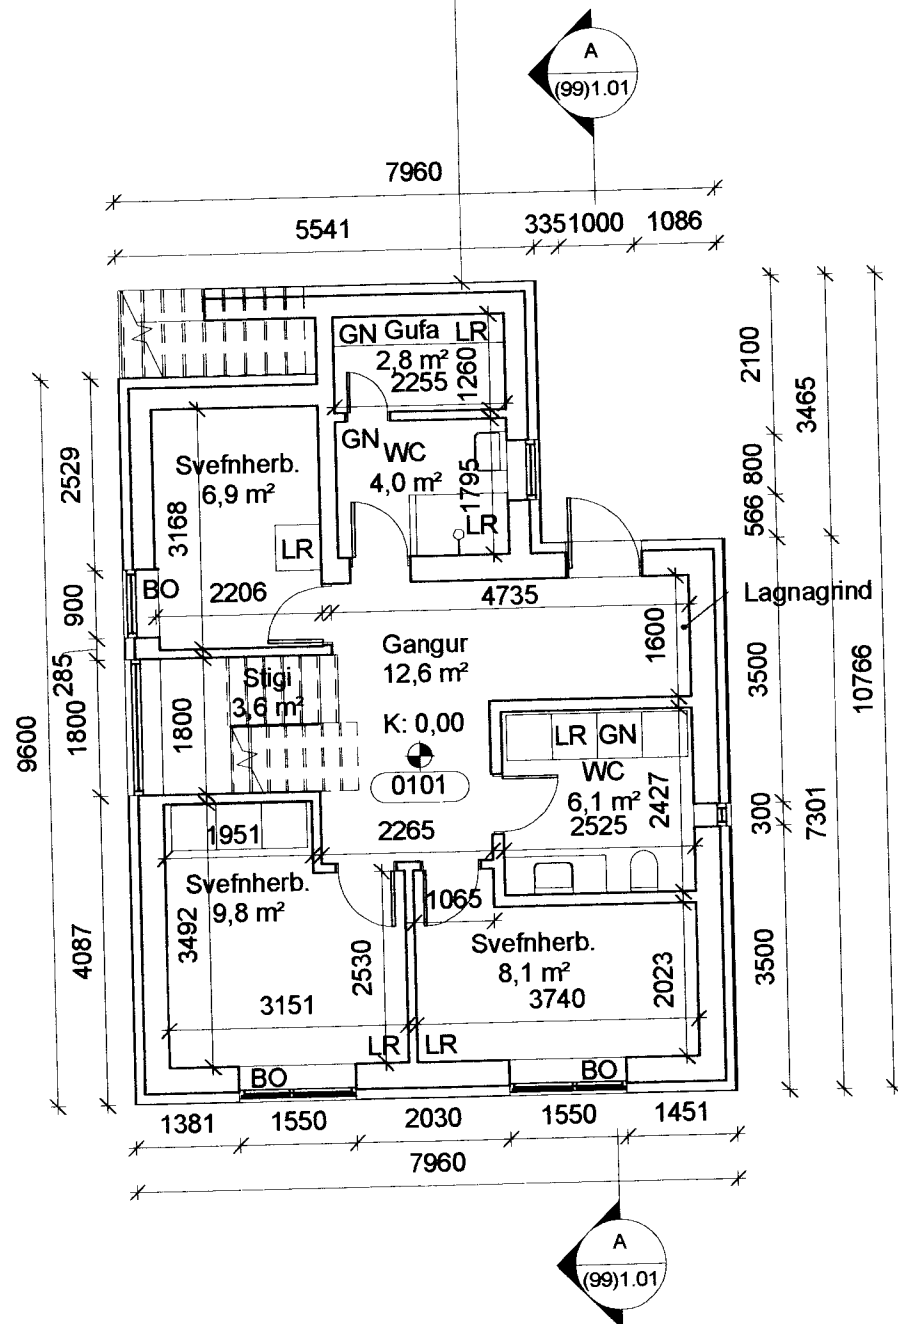 A
(99)1.01
7960
5541
335
1000
1086
GN
Gufa
LR
2,8 m²
2255
1260
2100
3465
GN
WC
4,0 m²
1795
LR
800
566
2529
Svefnherb.
6,9 m²
3168
LR
BO
2206
4735
900
Lagnagrind
1600
Gangur
12,6 m²
285
Stigi
3,6 m²
1800
1800
9600
K: 0,00
0101
3500
10766
LR
GN
WC
6,1 m²
2525
2427
300
7301
1951
2265
Svefnherb.
9,8 m²
3492
2530
1065
4087
Svefnherb.
8,1 m²
3740
2023
3500
3151
LR
LR
BO
BO
1381
1550
2030
1550
1451
7960
A
(99)1.01